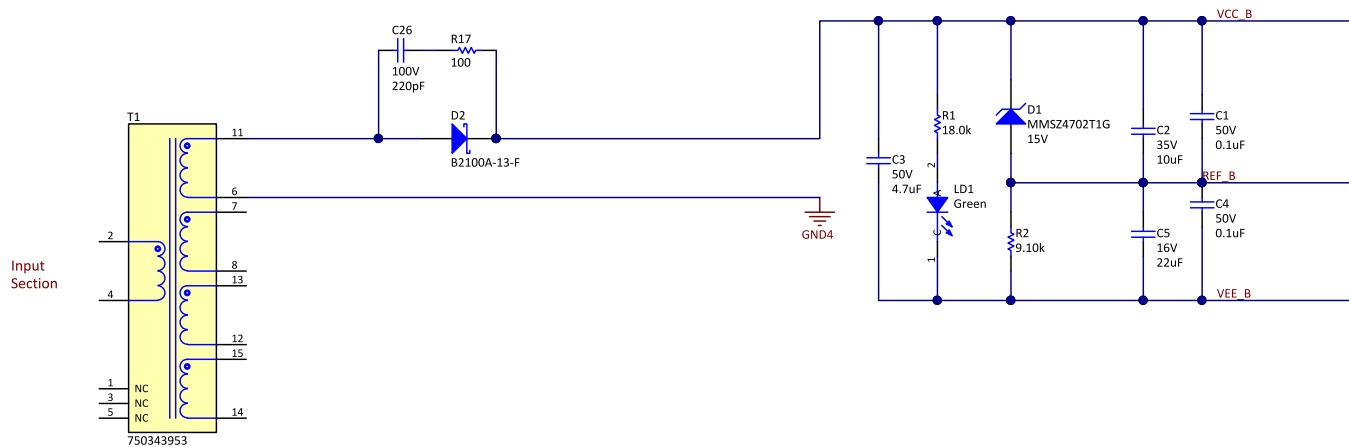 VCC_B
C26
R17
100
100V
220pF
T1
11
D2
B2100A-13-F
R1
18.0k
D1
MMSZ4702T1G
15V
C2
35V
10uF
C1
50V
0.1uF
C3
50V
4.7uF
2
A
LD1
Green
C
1
REF_B
6
7
GND4
R2
9.10k
C5
16V
22uF
C4
50V
0.1uF
2
8
Input
Section
13
4
VEE_B
12
15
1
NC
3
NC
5
NC
14
750343953